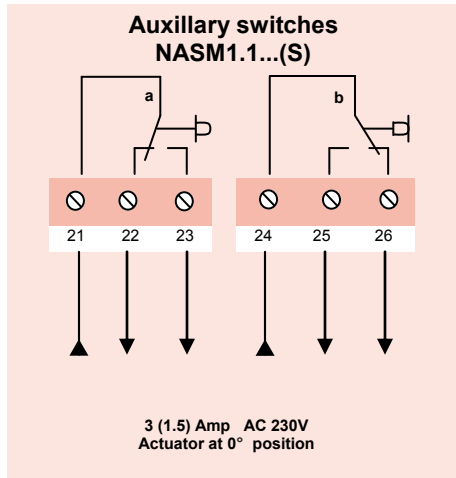 Auxillary switches
NASM1.1...(S)
a
b
21 22 23 24 25 26
3 (1.5) Amp AC 230V
Actuator at 0° position